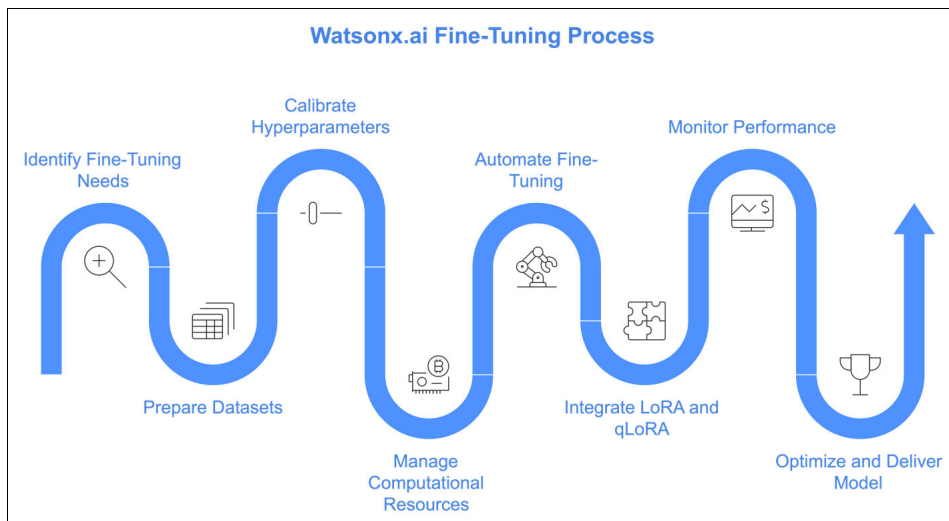 Watsonx.ai Fine-Tuning Process
Identify Fine-Tuning
Needs
Prepare Datasets
Calibrate
Hyperparameters
Manage
Computational
Resources
Automate Fine-
Tuning
Integrate LoRA and
qLoRA
Monitor Performance
$
Optimize and Deliver
Model